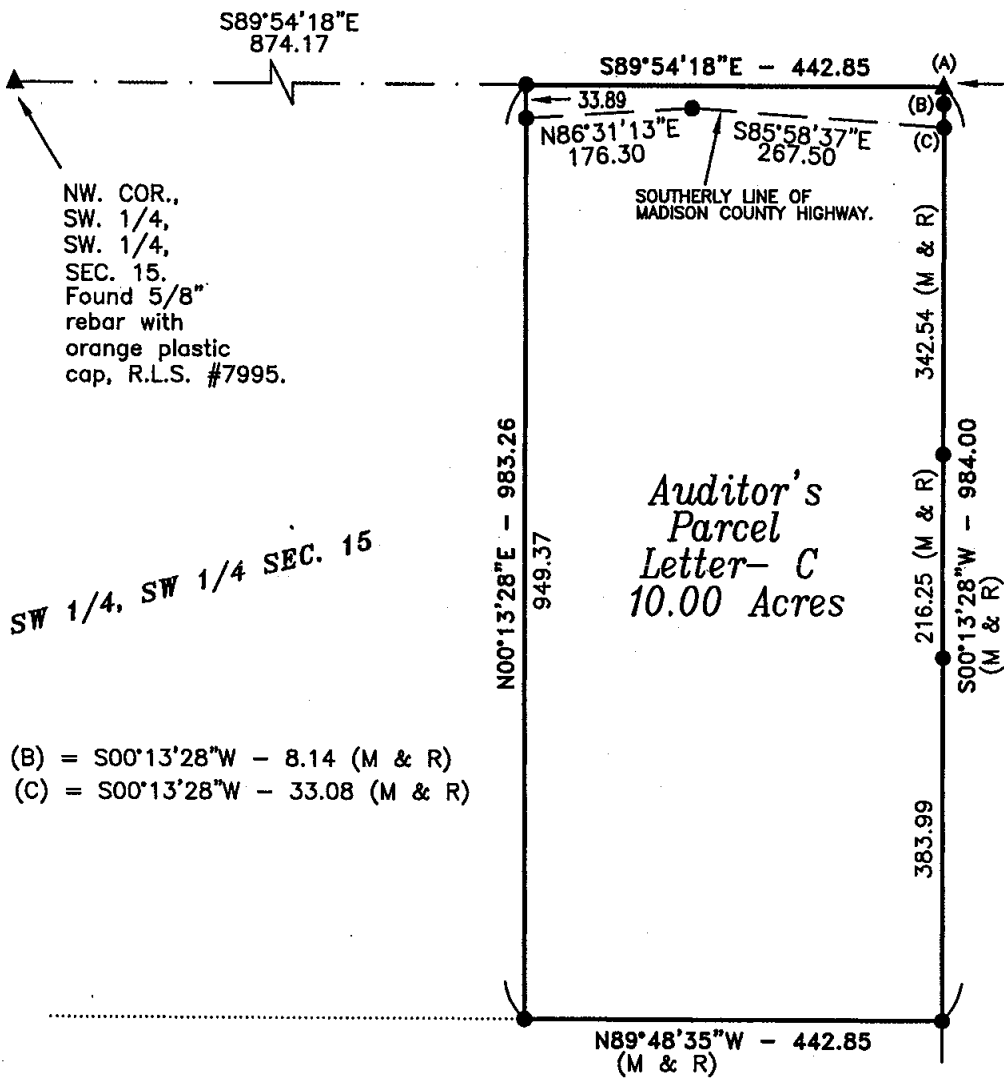 S89°54'18"E
874.17
S89°54'18"E - 442.85
(A)
33.89
(B)
(C)
N86°31'13"E
176.30
S85°58'37"E
267.50
SOUTHERLY LINE OF
MADISON COUNTY HIGHWAY.
NW. COR.,
SW. 1/4,
SW. 1/4,
SEC. 15.
Found 5/8"
rebar with
orange plastic
cap, R.L.S. #7995.
342.54 (M & R)
N00°13'28"E - 983.26
949.37
Auditor's
Parcel
Letter- C
10.00 Acres
216.25 (M & R)
S00°13'28"W - 984.00
(M & R)
SW 1/4, SW 1/4 SEC. 15
(B) = S00°13'28"W - 8.14 (M & R)
(C) = S00°13'28"W - 33.08 (M & R)
383.99
N89°48'35"W - 442.85
(M & R)